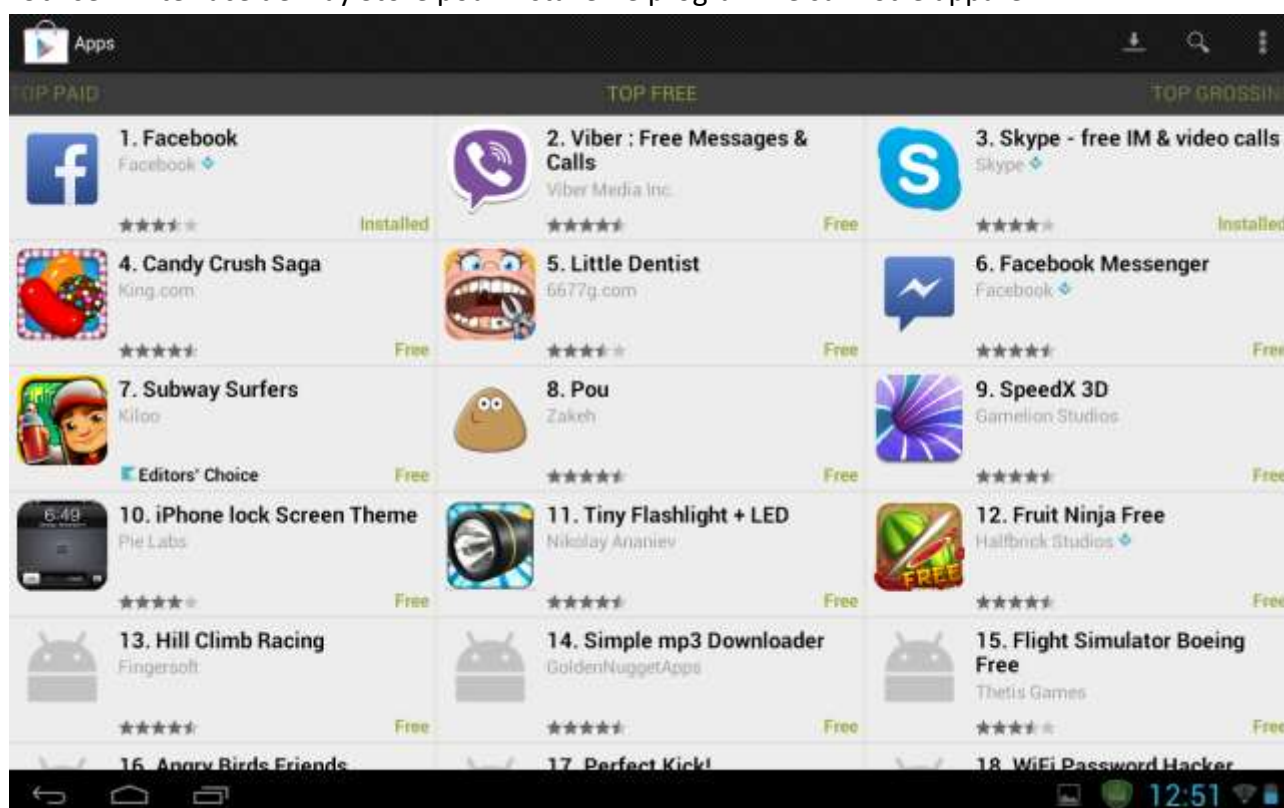 Apps
TOP PAID
TOP FREE
TOP GROSSIN
1. Facebook
Facebook
Installed
2. Viber : Free Messages &
Calls
Viber Media Inc.
Free
3. Skype - free IM & video calls
Skype
Installed
4. Candy Crush Saga
King.com
Free
5. Little Dentist
6677g.com
Free
6. Facebook Messenger
Facebook
Free
7. Subway Surfers
Kiloo
Editors' Choice
Free
8. Pou
Zakeh
Free
9. SpeedX 3D
Gamelion Studios
Free
6:49
10. iPhone lock Screen Theme
Pie Labs
Free
11. Tiny Flashlight + LED
Nikolay Ananiev
Free
FREE
12. Fruit Ninja Free
Halfbrick Studios
Free
13. Hill Climb Racing
Fingersoft
Free
14. Simple mp3 Downloader
GoldenNuggetApps
Free
15. Flight Simulator Boeing
Free
Thetis Games
Free
16. Angry Birds Friends
17. Perfect Kick!
18. WiFi Password Hacker
12:51